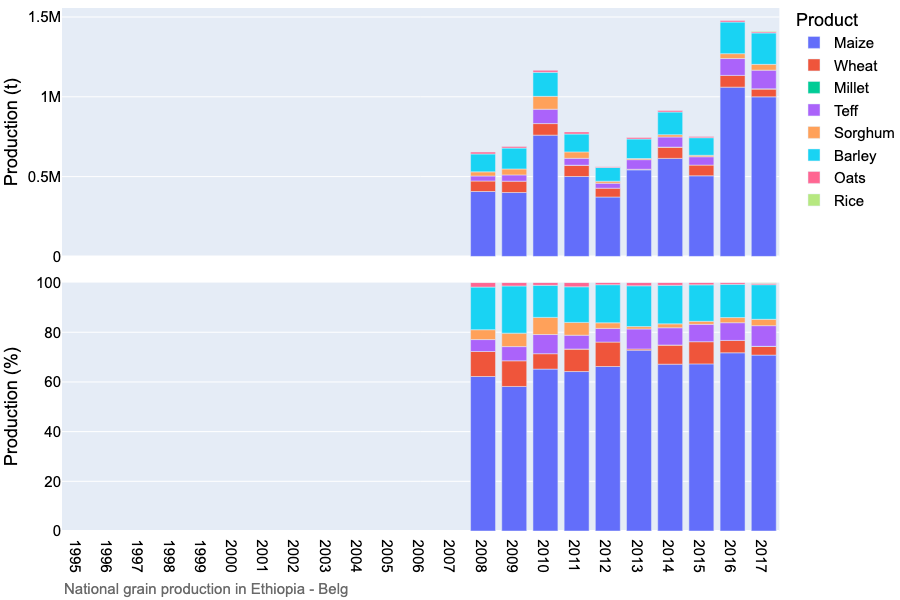 Production (t)
1.5M
1M
0.5M
0
Product
Maize
Wheat
Millet
Teff
Sorghum
Barley
Oats
Rice
Production (%)
100
80
60
40
20
0
1995 1996 1997 1998 1999 2000 2001 2002 2003 2004 2005 2006 2007 2008 2009 2010 2011 2012 2013 2014 2015 2016 2017
National grain production in Ethiopia - Belg